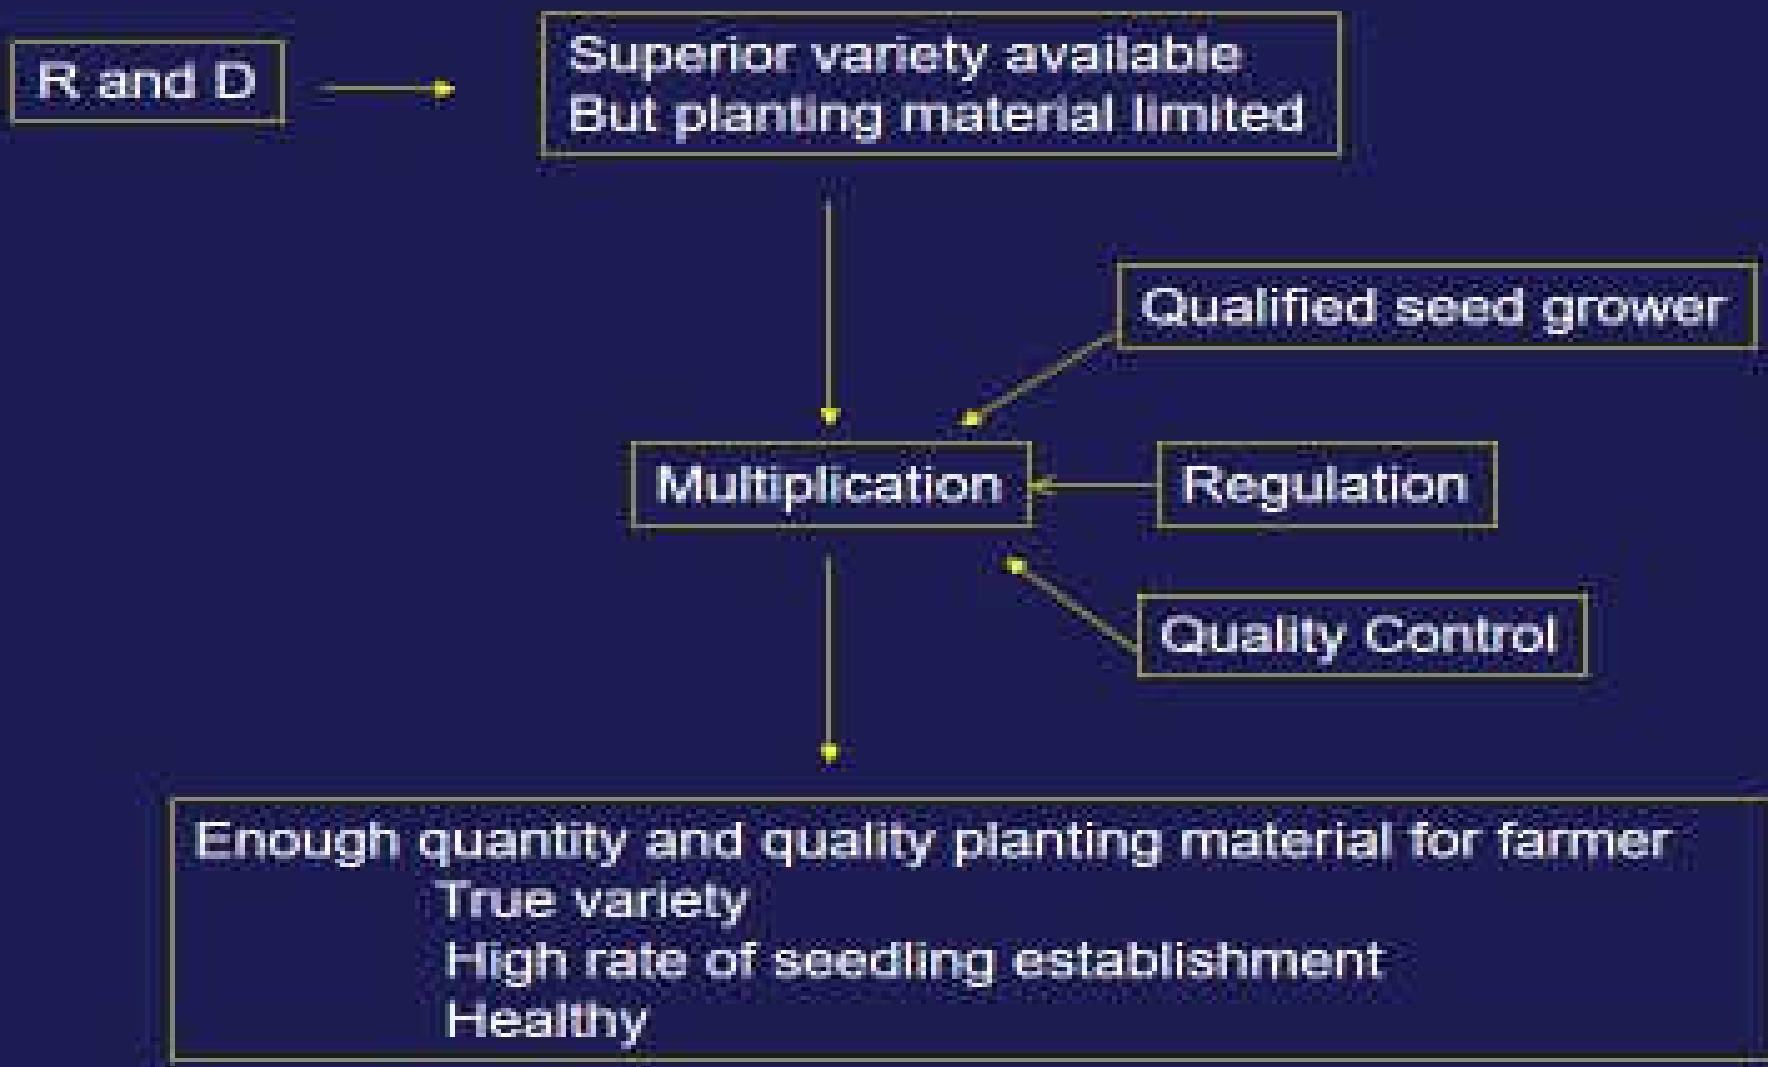 R and D
Superior variety available
But planting material limited
Qualified seed grower
Multiplication
Regulation
Quality Control
Enough quantity and quality planting material for farmer
True variety
High rate of seedling establishment
Healthy